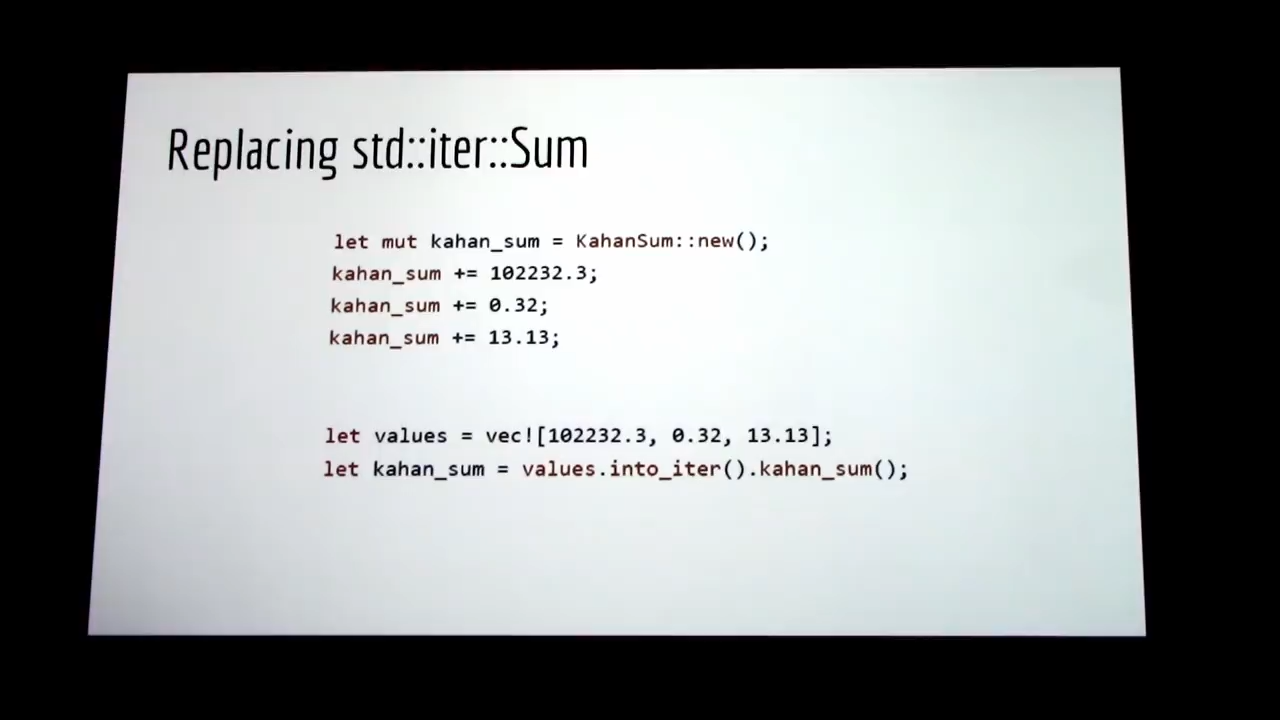 Replacing std::iter::Sum
let mut kahan_sum = KahanSum::new();
kahan_sum += 102232.3;
kahan_sum += 0.32;
kahan_sum += 13.13;
let values = vec![102232.3, 0.32, 13.13];
let kahan_sum = values.into_iter().kahan_sum();